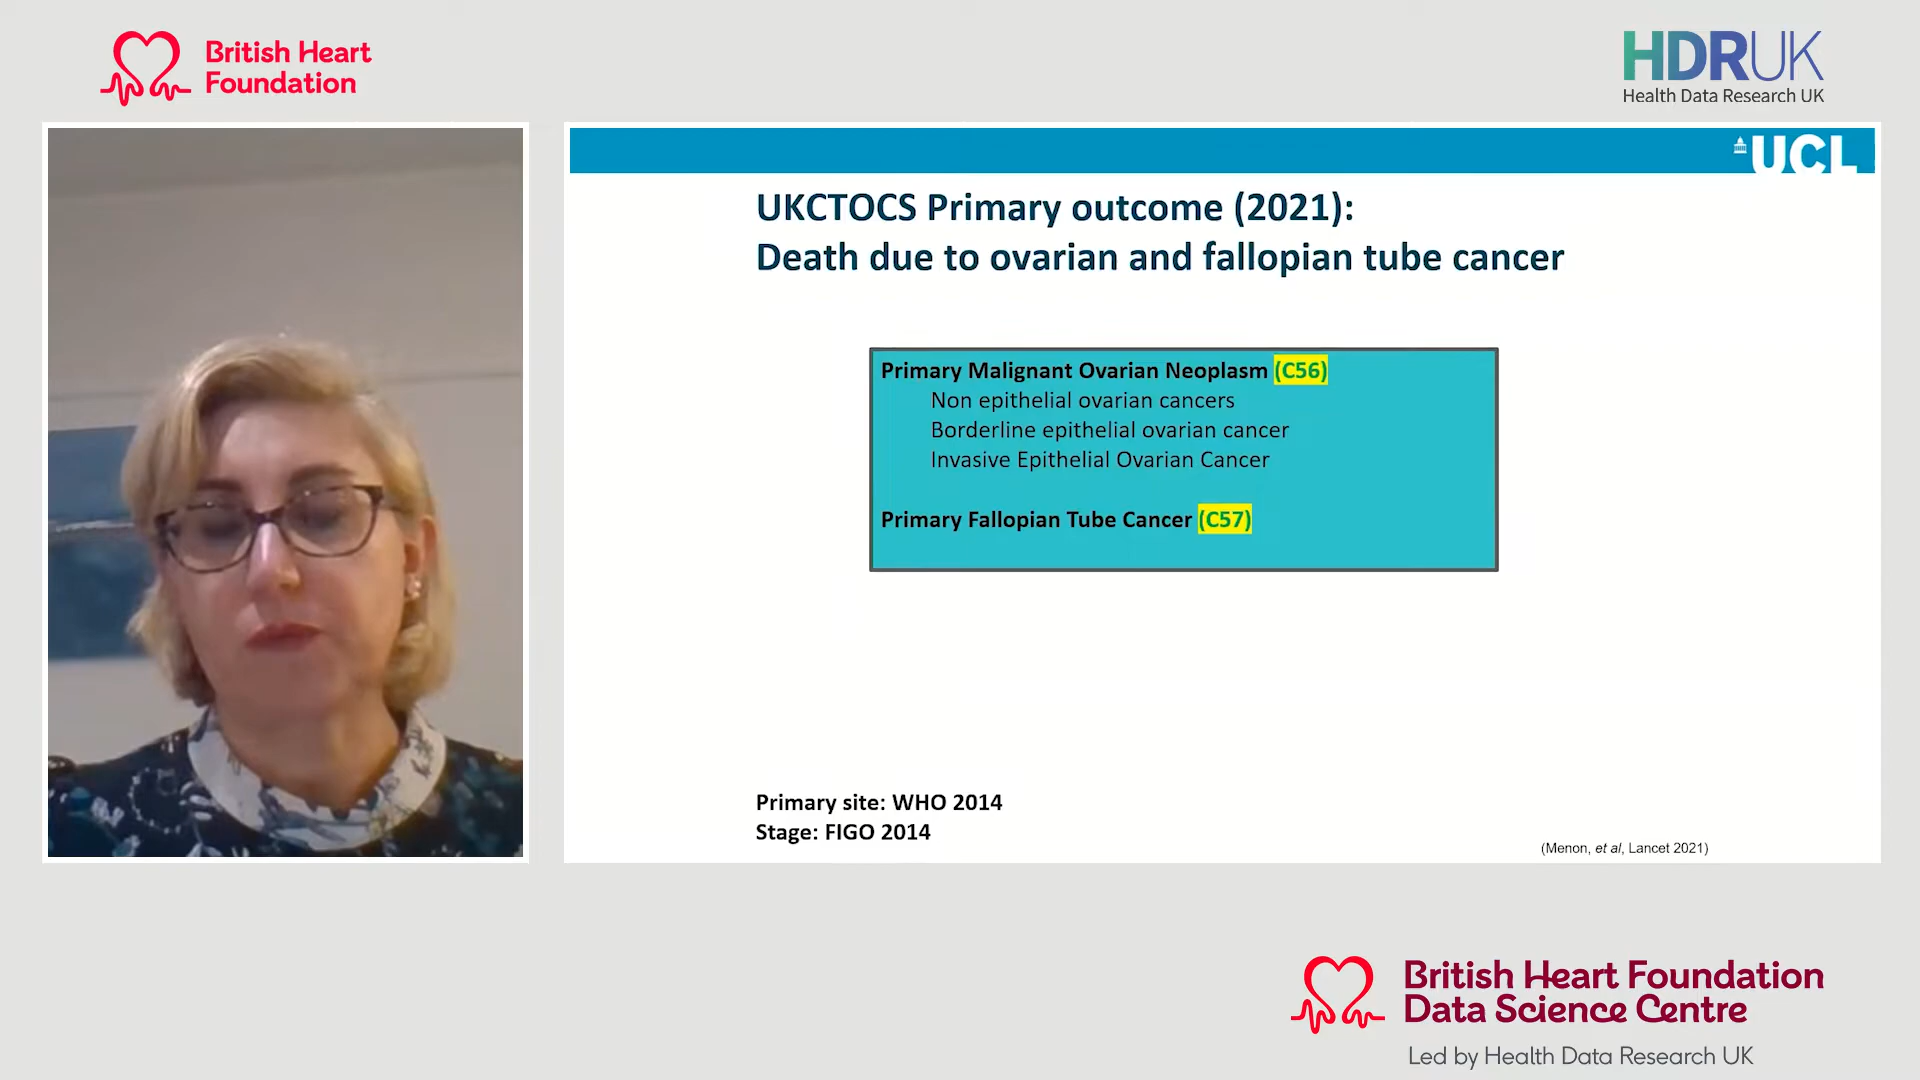 British Heart
Foundation
HDRUK
Health Data Research UK
UCL
UKCTOCS Primary outcome (2021):
Death due to ovarian and fallopian tube cancer
Primary Malignant Ovarian Neoplasm (C56)
Non epithelial ovarian cancers
Borderline epithelial ovarian cancer
Invasive Epithelial Ovarian Cancer
Primary Fallopian Tube Cancer (C57)
Primary site: WHO 2014
Stage: FIGO 2014
(Menon, et al, Lancet 2021)
British Heart Foundation
Data Science Centre
Led by Health Data Research UK